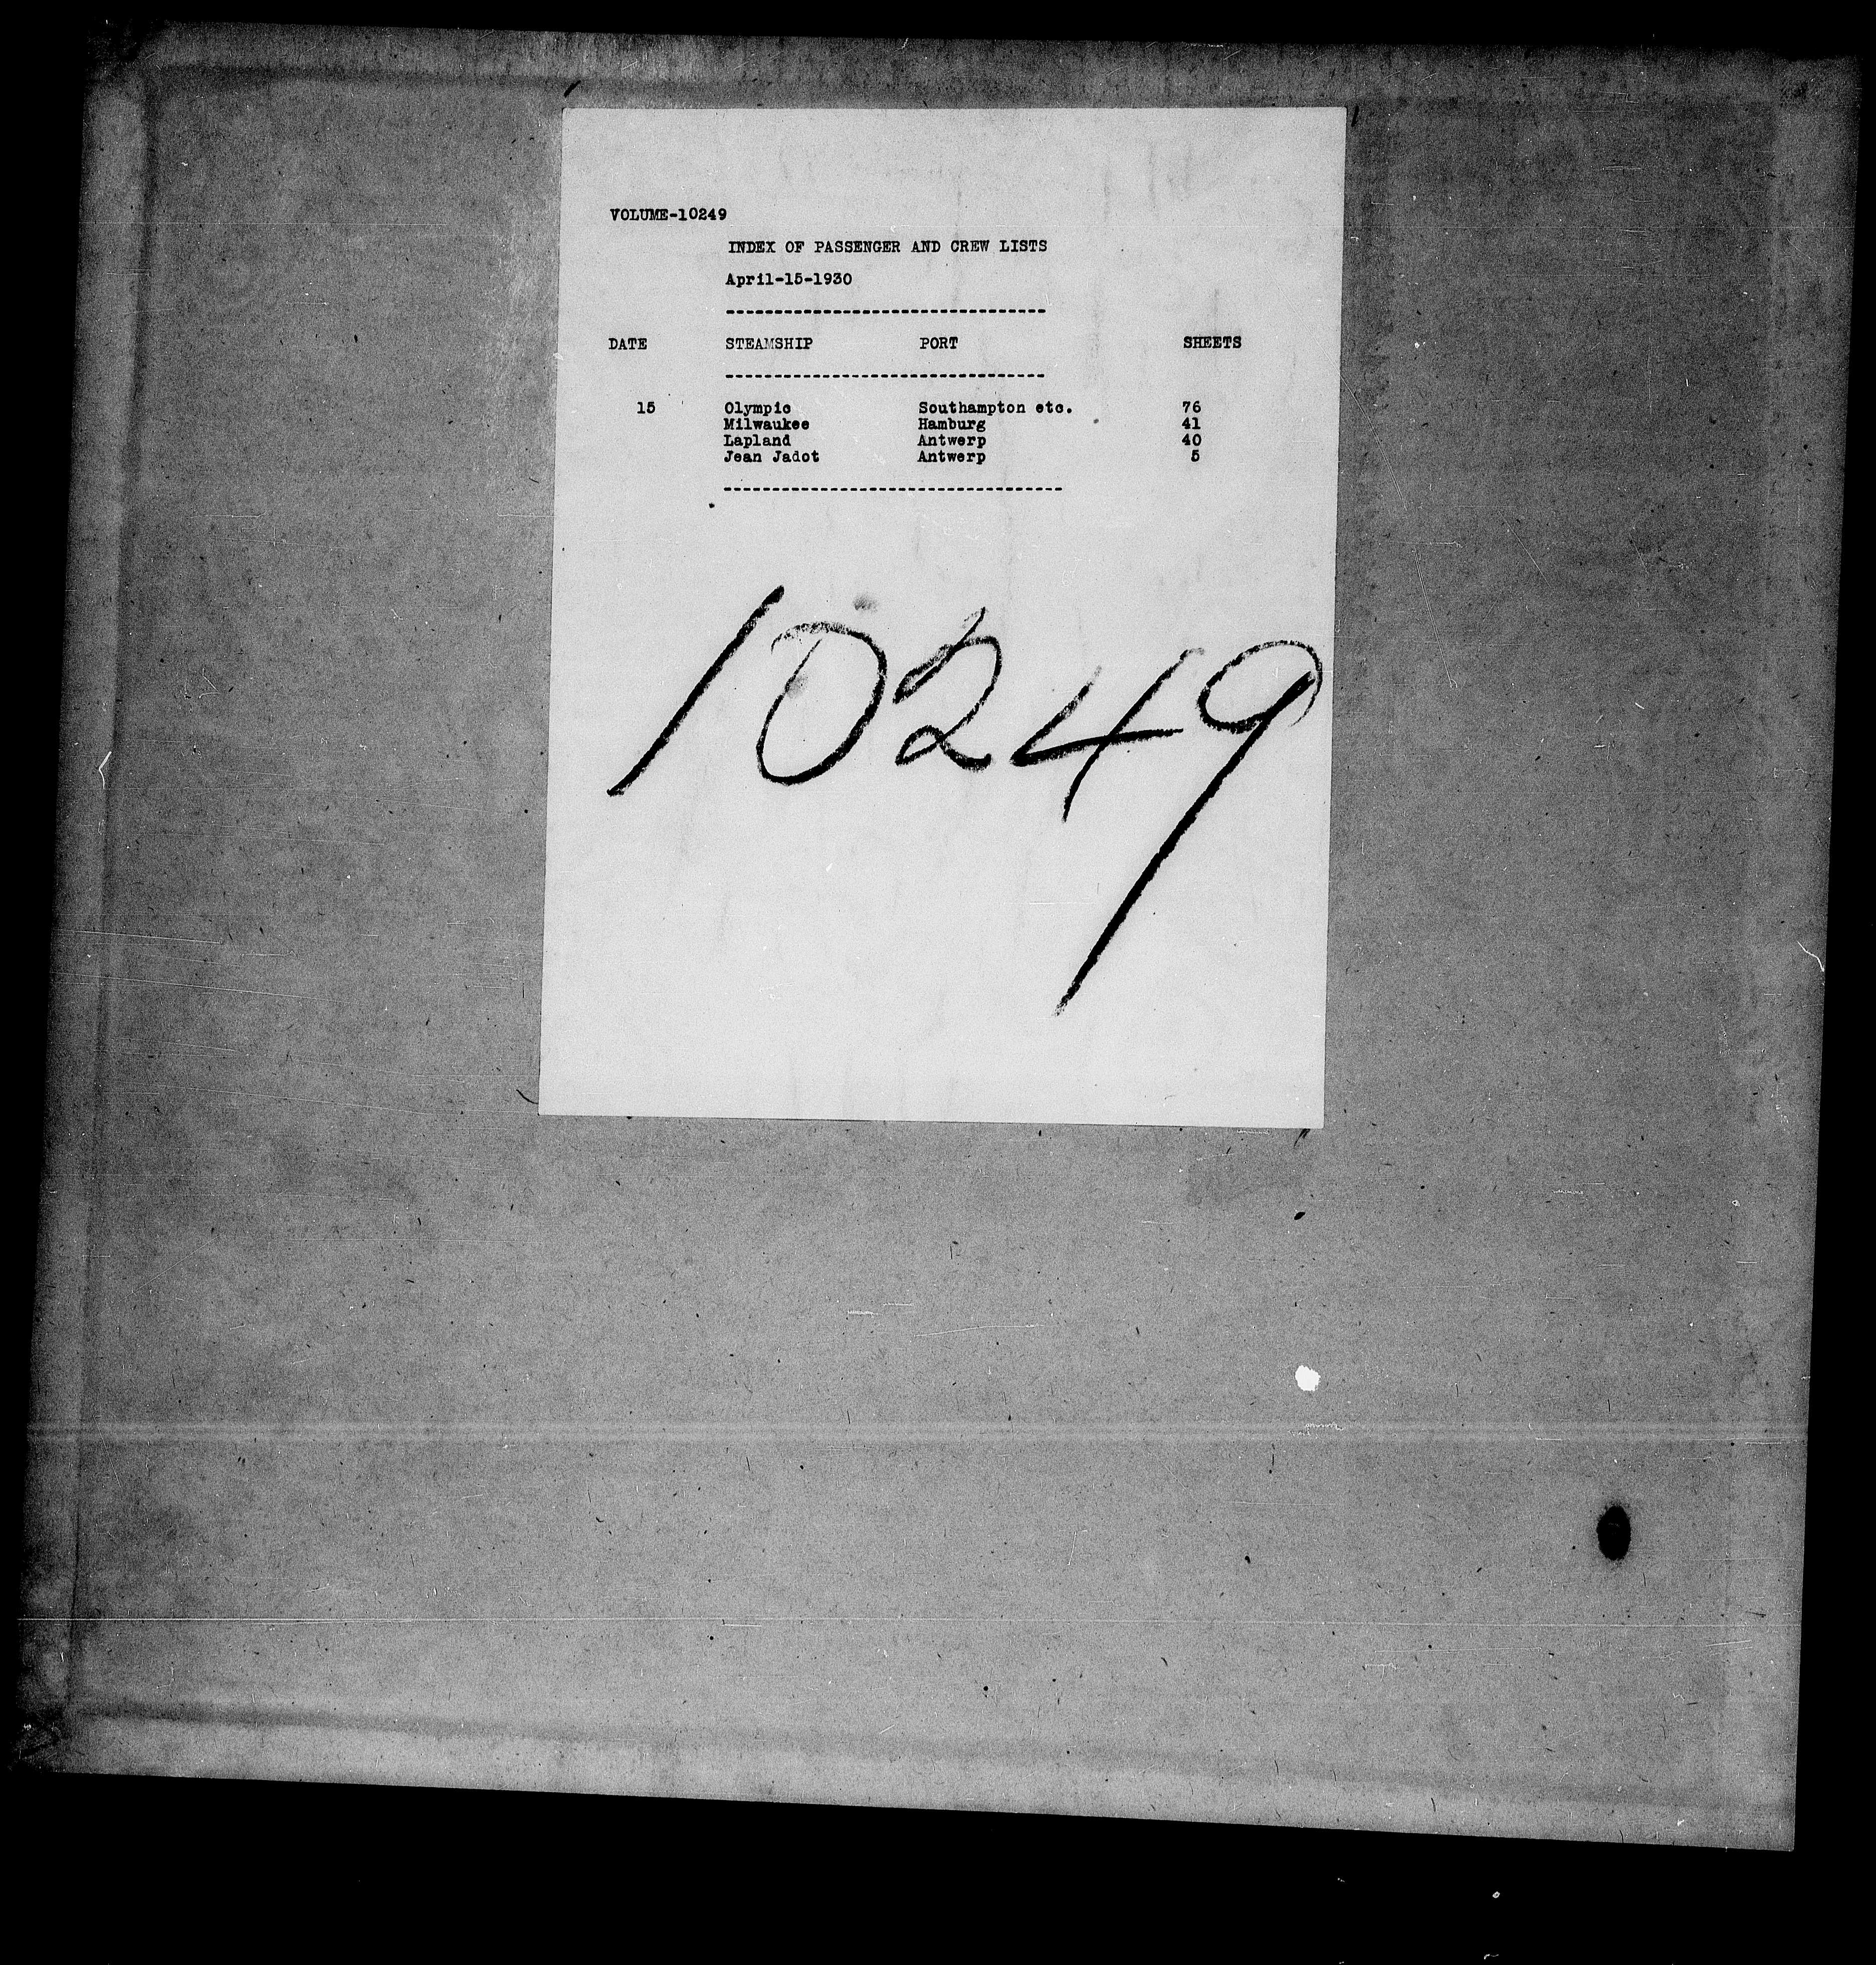 VOLUME-10249
INDEX OF PASSENGER AND CREW LISTS
April-15-1930
---------------------------------
DATE STEAMSHIP PORT SHEETS
---------------------------------
15 Olympic Southampton etc. 76
Milwaukee Hamburg 41
Lapland Antwerp 40
Jean Jadot Antwerp 5
-----------------------------------
10249